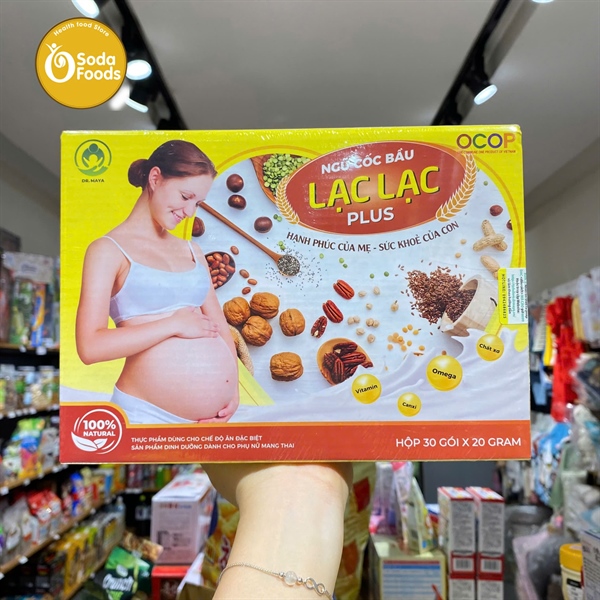 Health food Store
Soda
Foods
DR. MAYA
OCOP
NGŨ CỐC BẦU
LẠC LẠC
PLUS
HẠNH PHÚC CỦA MẸ - SỨC KHOẺ CỦA CON
Chất xơ
Omega
Vitamin
Canxi
100%
NATURAL
THỰC PHẨM DÙNG CHO CHẾ ĐỘ ĂN ĐẶC BIỆT
SẢN PHẨM DINH DƯỠNG DÀNH CHO PHỤ NỮ MANG THAI
HỘP 30 GÓI X 20 GRAM
Crunch